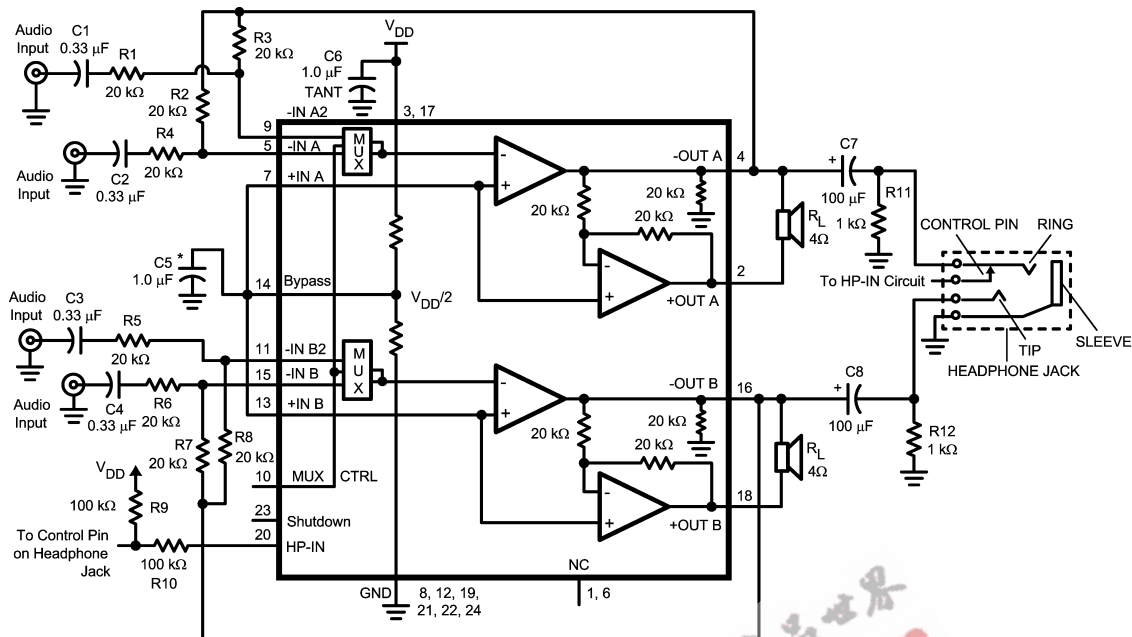 Audio
Input
C1
0.33 µF
R1
20 kΩ
R3
20 kΩ
R2
20 kΩ
R4
20 kΩ
C2
0.33 µF
Audio
Input
VDD
C6
1.0 µF
TANT
3, 17
-IN A2
9
-IN A
5
+IN A
7
M
U
X
-
+
-OUT A
4
20 kΩ
20 kΩ
20 kΩ
-
+
+OUT A
2
RL
4Ω
+
C7
100 µF
R11
1 kΩ
CONTROL PIN
RING
To HP-IN Circuit
TIP
SLEEVE
HEADPHONE JACK
C5
*
1.0 µF
14
Bypass
VDD/2
Audio
Input
C3
0.33 µF
R5
20 kΩ
11
-IN B2
15
-IN B
13
+IN B
M
U
X
C4
0.33 µF
R6
20 kΩ
Audio
Input
R7
20 kΩ
R8
20 kΩ
-
+
-OUT B
16
20 kΩ
20 kΩ
20 kΩ
-
+
+OUT B
18
RL
4Ω
+
C8
100 µF
R12
1 kΩ
VDD
100 kΩ
R9
10
MUX CTRL
23
Shutdown
20
HP-IN
To Control Pin
on Headphone
Jack
100 kΩ
R10
GND
8, 12, 19,
21, 22, 24
NC
1, 6
世界